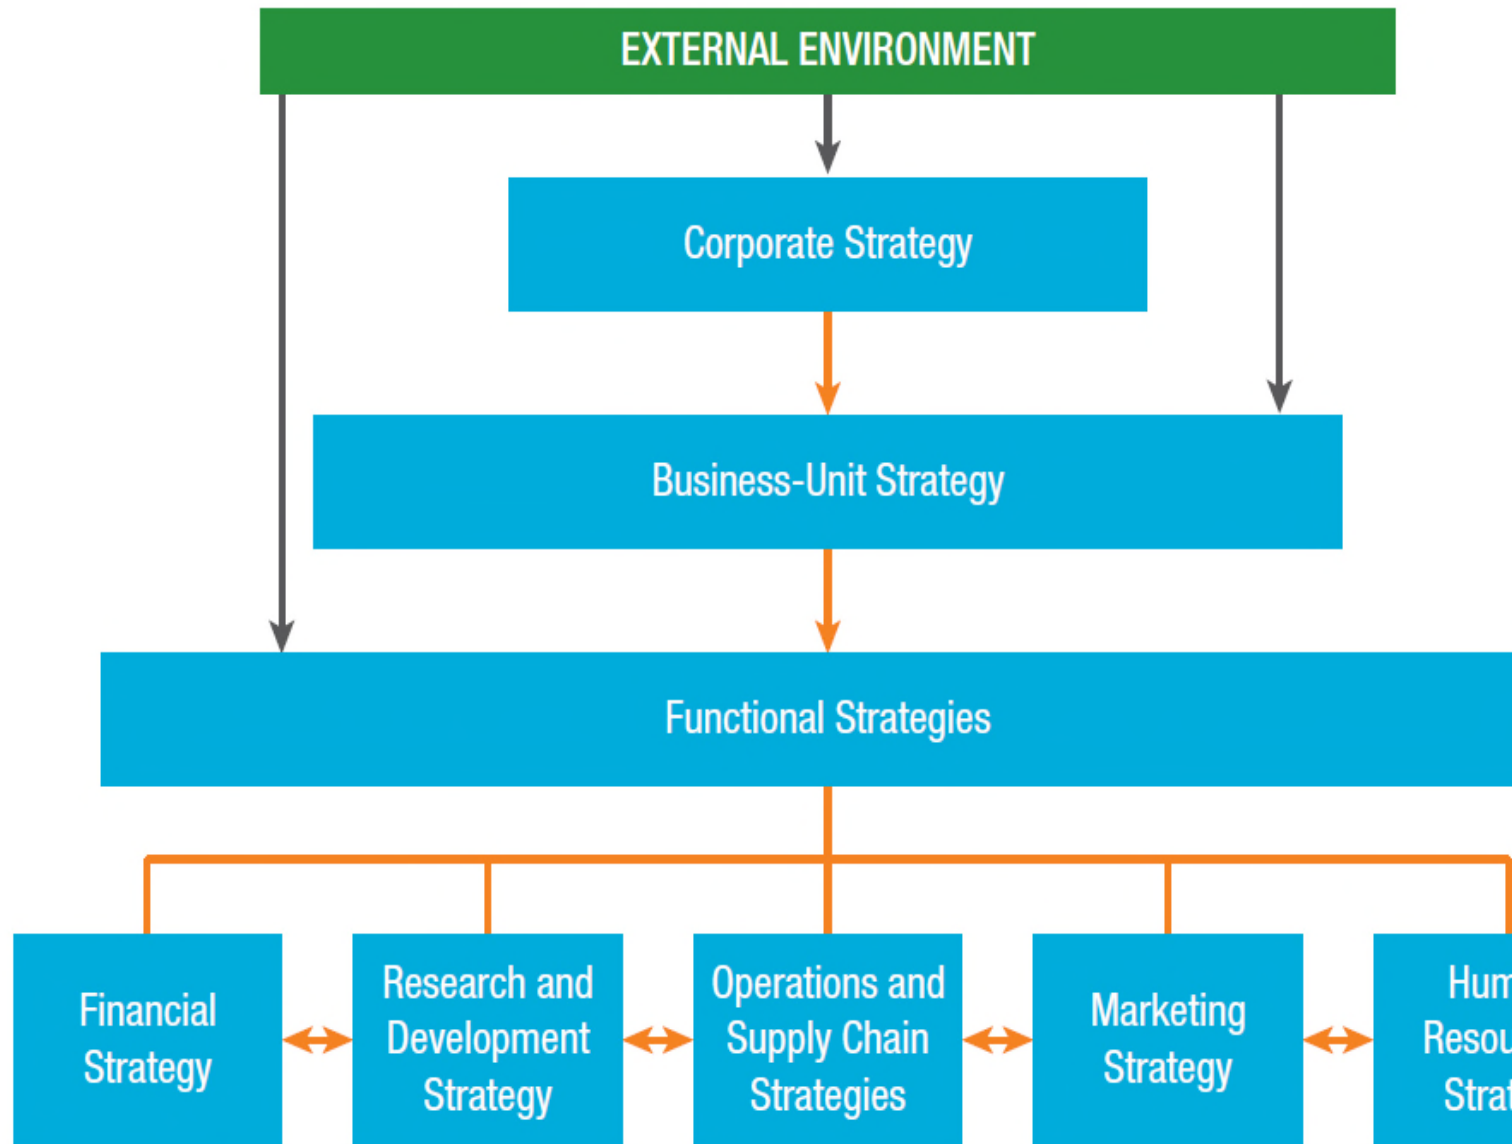 EXTERNAL ENVIRONMENT
Corporate Strategy
Business-Unit Strategy
Functional Strategies
Financial
Strategy
Research and
Development
Strategy
Operations and
Supply Chain
Strategies
Marketing
Strategy